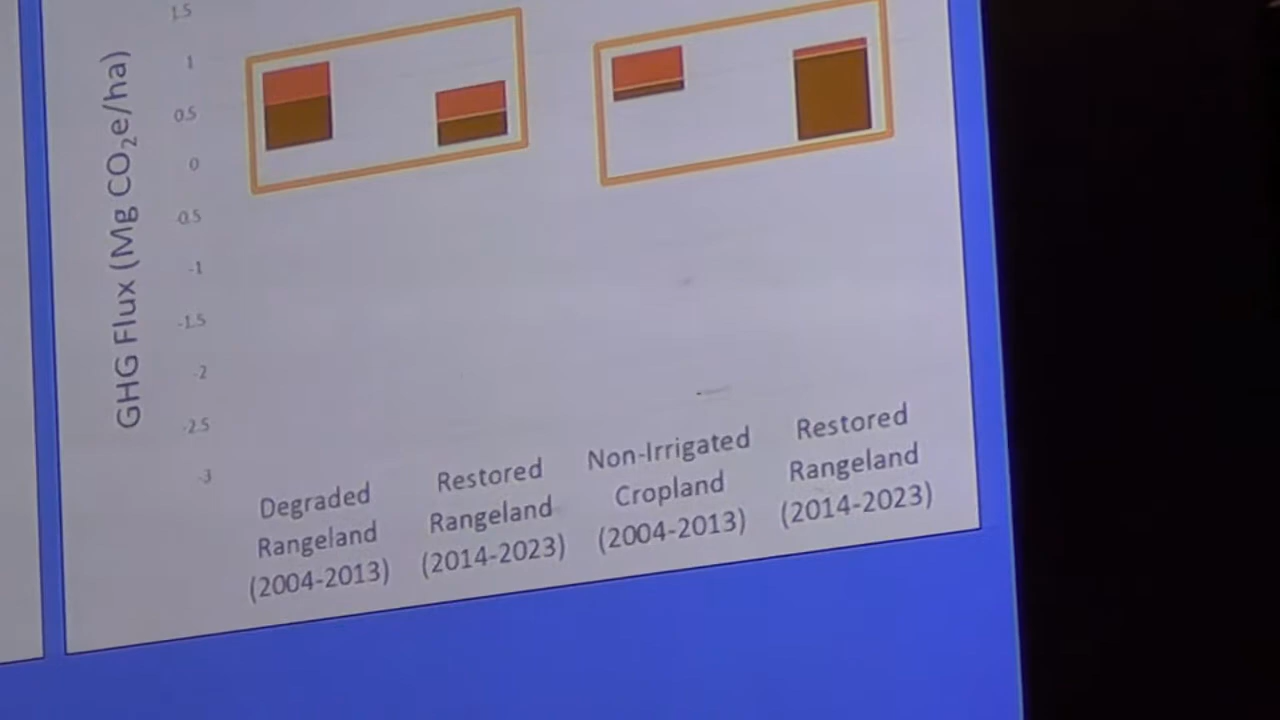 GHG Flux (Mg CO₂e/ha)
1.5
1
0.5
0
0.5
-1
-1.5
-2
-2.5
-3
Degraded
Rangeland
(2004-2013)
Restored
Rangeland
(2014-2023)
Non-Irrigated
Cropland
(2004-2013)
Restored
Rangeland
(2014-2023)